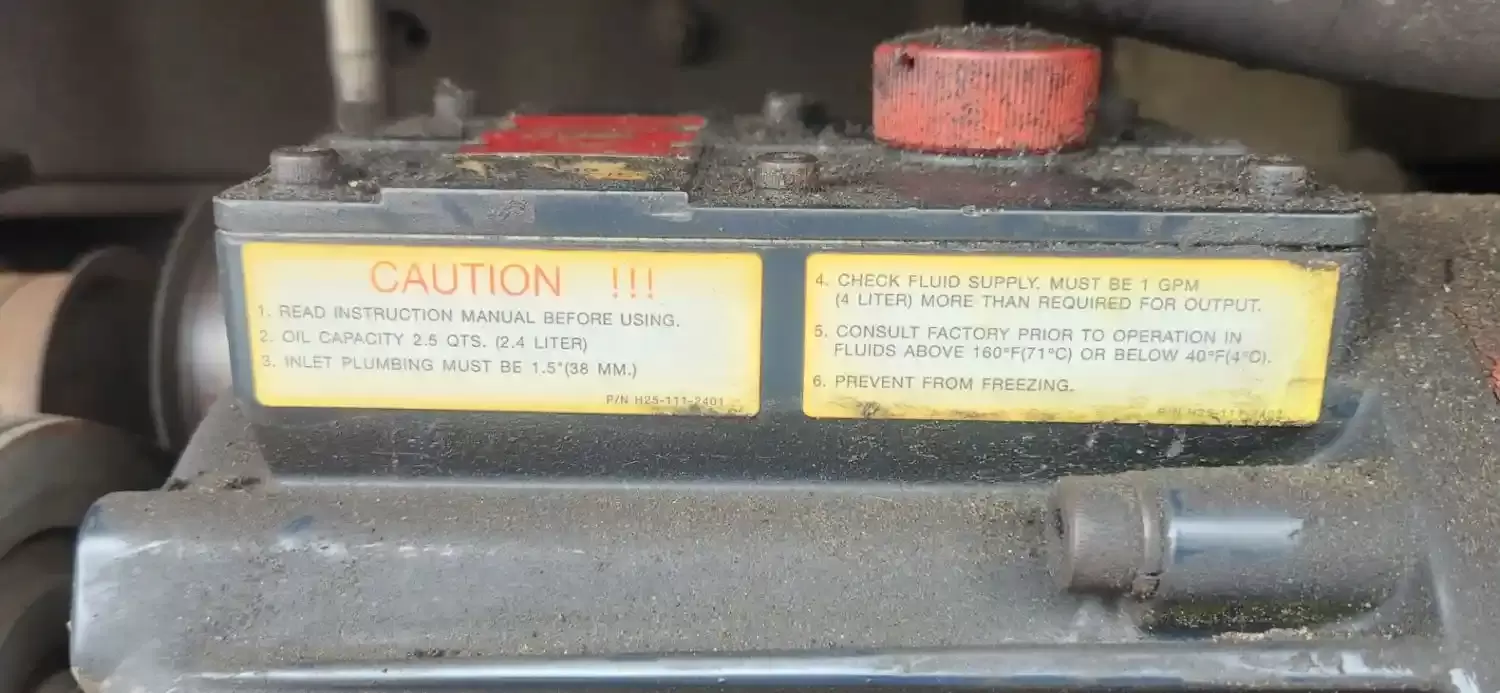 CAUTION !!!
1. READ INSTRUCTION MANUAL BEFORE USING.
2. OIL CAPACITY 2.5 QTS. (2.4 LITER)
3. INLET PLUMBING MUST BE 1.5"(38 MM.)
P/N H25-111-2401
4. CHECK FLUID SUPPLY. MUST BE 1 GPM
(4 LITER) MORE THAN REQUIRED FOR OUTPUT.
5. CONSULT FACTORY PRIOR TO OPERATION IN
FLUIDS ABOVE 160°F(71°C) OR BELOW 40°F(4°C).
6. PREVENT FROM FREEZING.
P/N H25-111-2401